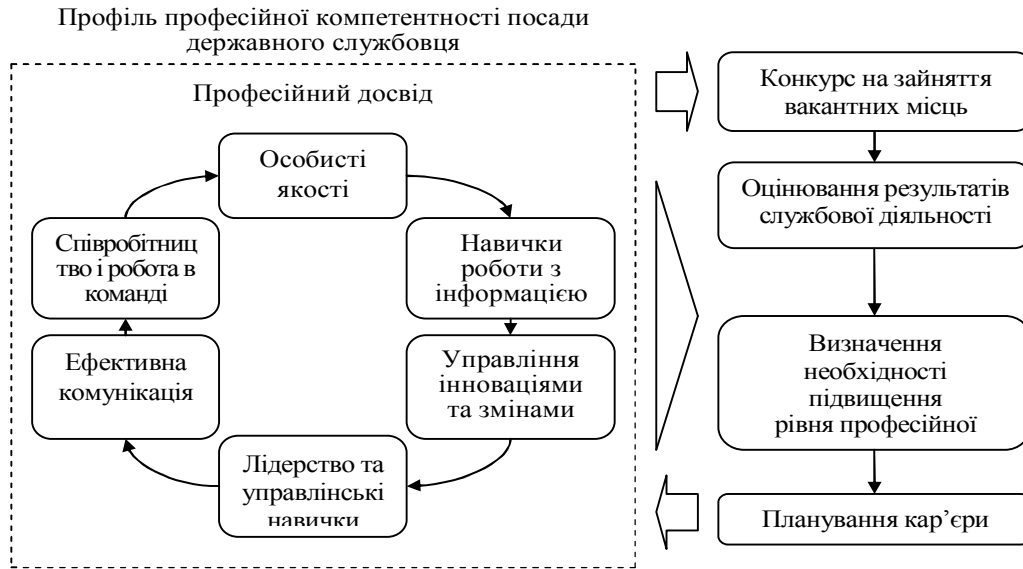 Профіль професійної компетентності посади
державного службовця
Професійний досвід
Особисті
якості
Навички
роботи з
інформацією
Управління
інноваціями
та змінами
Лідерство та
управлінські
навички
Ефективна
комунікація
Співробітниц
тво і робота в
команді
Конкурс на зайняття
вакантних місць
Оцінювання результатів
службової діяльності
Визначення
необхідності
підвищення
рівня професійної
Планування кар’єри